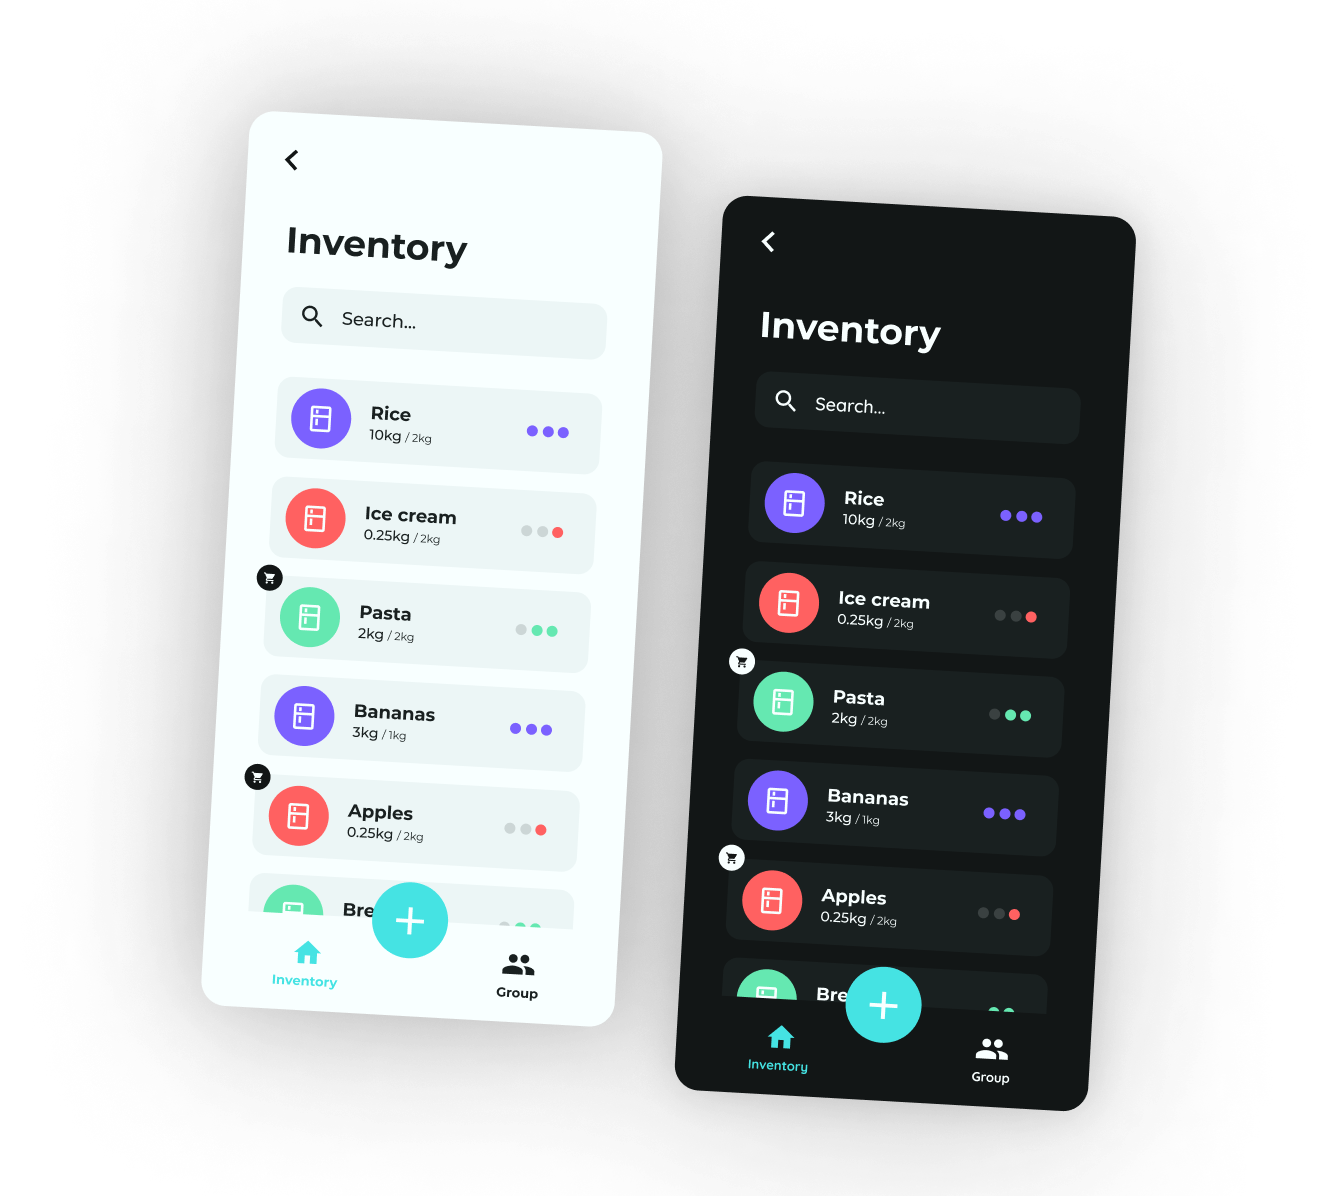 Inventory
Search...
Rice
10kg / 2kg
Ice cream
0.25kg / 2kg
Pasta
2kg / 2kg
Bananas
3kg / 1kg
Apples
0.25kg / 2kg
Bre
Inventory
Group
Inventory
Search...
Rice
10kg / 2kg
Ice cream
0.25kg / 2kg
Pasta
2kg / 2kg
Bananas
3kg / 1kg
Apples
0.25kg / 2kg
Bre
Inventory
Group